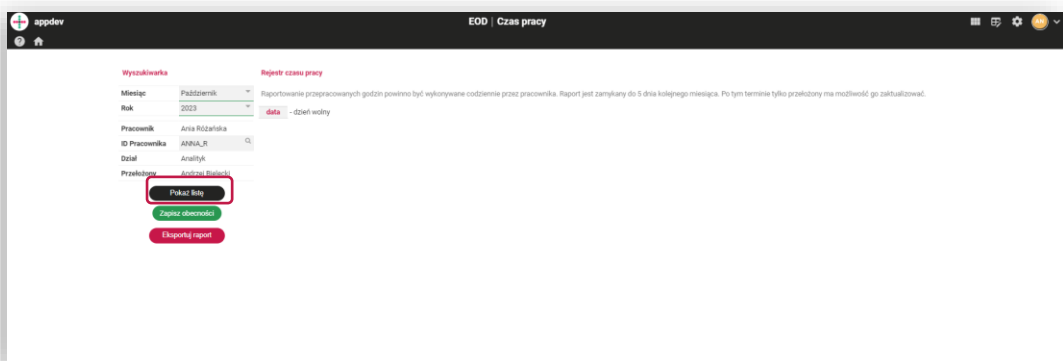 appdev
EOD | Czas pracy
AN
Wyszukiwarka
Miesiąc Październik
Rok 2023
Pracownik Ania Różańska
ID Pracownika ANNA_R
Dział Analityk
Przełożony Andrzej Bielecki
Pokaż listę
Zapisz obecności
Eksportuj raport
Rejestr czasu pracy
Raportowanie przepracowanych godzin powinno być wykonywane codziennie przez pracownika. Raport jest zamykany do 5 dnia kolejnego miesiąca. Po tym terminie tylko przełożony ma możliwość go zaktualizować.
data - dzień wolny